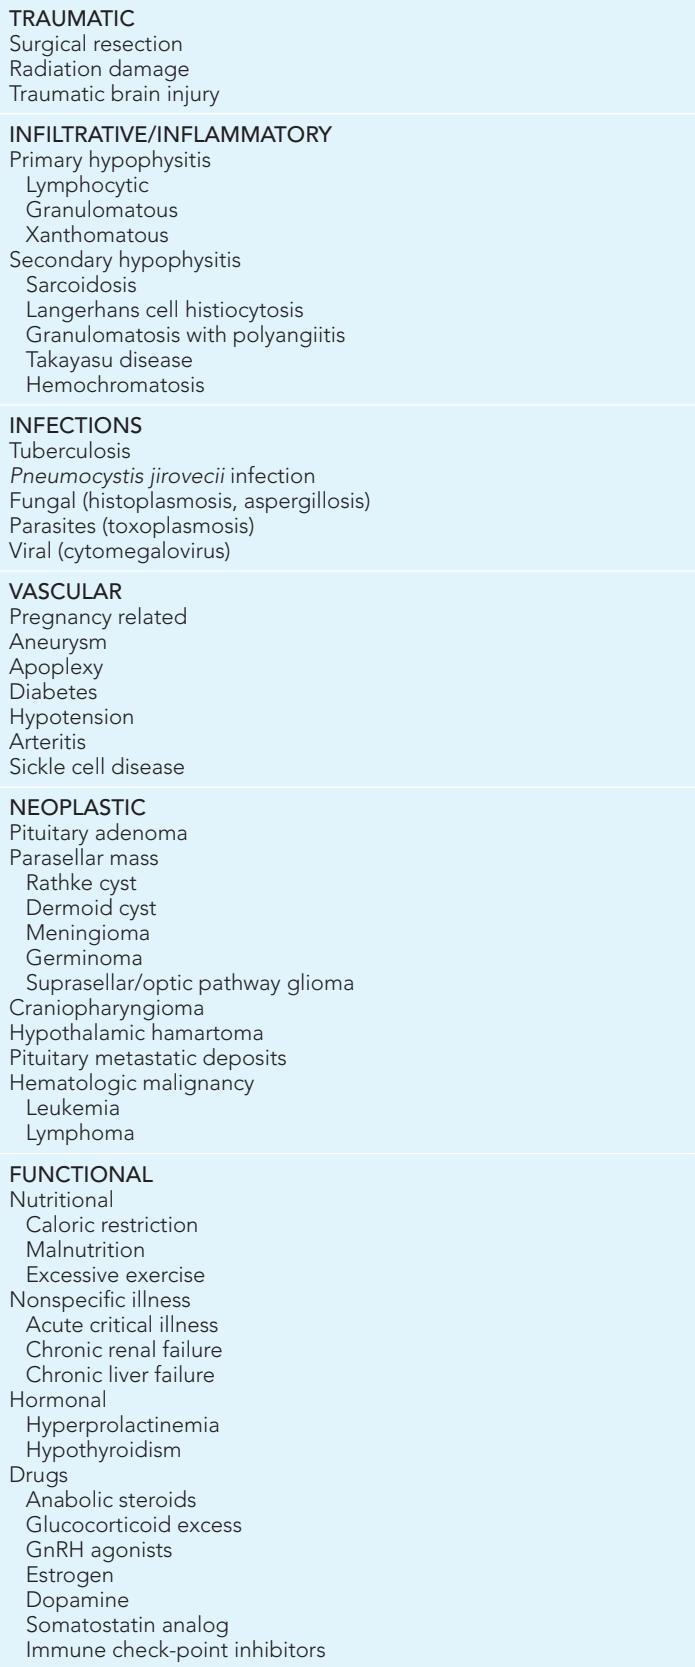 TRAUMATIC
Surgical resection
Radiation damage
Traumatic brain injury
INFILTRATIVE/INFLAMMATORY
Primary hypophysitis
Lymphocytic
Granulomatous
Xanthomatous
Secondary hypophysitis
Sarcoidosis
Langerhans cell histiocytosis
Granulomatosis with polyangiitis
Takayasu disease
Hemochromatosis
INFECTIONS
Tuberculosis
Pneumocystis jirovecii infection
Fungal (histoplasmosis, aspergillosis)
Parasites (toxoplasmosis)
Viral (cytomegalovirus)
VASCULAR
Pregnancy related
Aneurysm
Apoplexy
Diabetes
Hypotension
Arteritis
Sickle cell disease
NEOPLASTIC
Pituitary adenoma
Parasellar mass
Rathke cyst
Dermoid cyst
Meningioma
Germinoma
Suprasellar/optic pathway glioma
Craniopharyngioma
Hypothalamic hamartoma
Pituitary metastatic deposits
Hematologic malignancy
Leukemia
Lymphoma
FUNCTIONAL
Nutritional
Caloric restriction
Malnutrition
Excessive exercise
Nonspecific illness
Acute critical illness
Chronic renal failure
Chronic liver failure
Hormonal
Hyperprolactinemia
Hypothyroidism
Drugs
Anabolic steroids
Glucocorticoid excess
GnRH agonists
Estrogen
Dopamine
Somatostatin analog
Immune check-point inhibitors